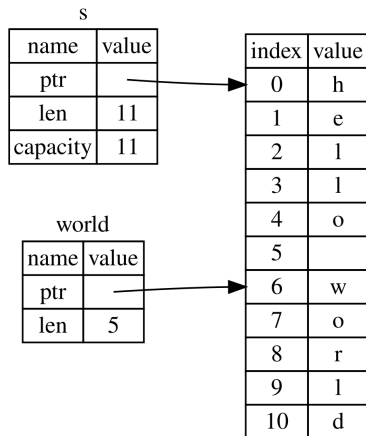 s
name value
ptr
len 11
capacity 11
world
name value
ptr
len 5
index value
0 h
1 e
2 l
3 l
4 o
5
6 w
7 o
8 r
9 l
10 d